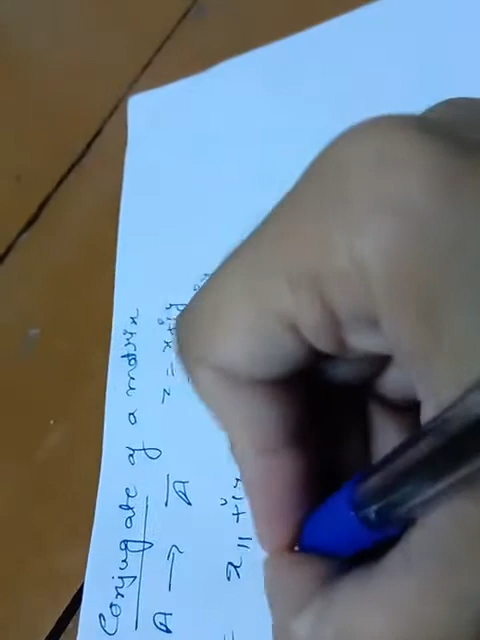 Conjugate of a matrix
A → A̅ z = x+iy
= x11 + iy